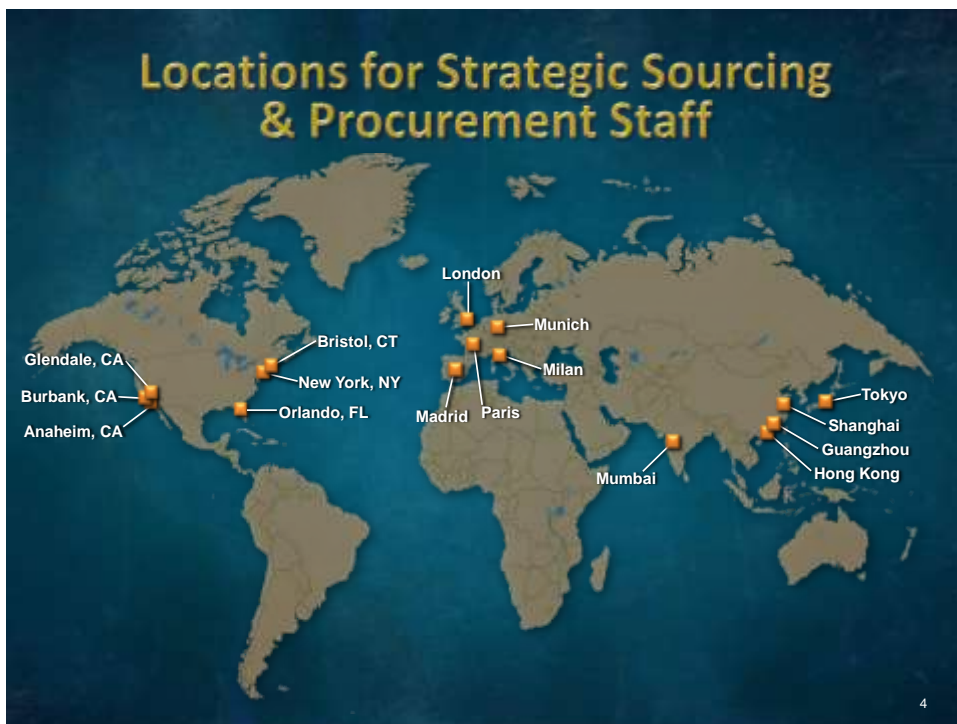 Locations for Strategic Sourcing
& Procurement Staff
London
Munich
Bristol, CT
Glendale, CA
Milan
New York, NY
Burbank, CA
Tokyo
Orlando, FL
Madrid
Paris
Shanghai
Anaheim, CA
Guangzhou
Hong Kong
Mumbai
4